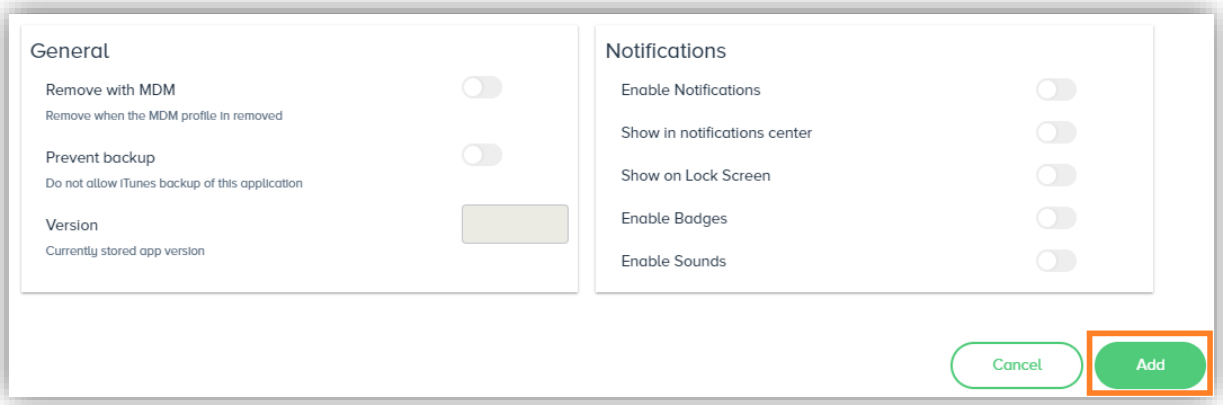 General
Remove with MDM
Remove when the MDM profile in removed
Prevent backup
Do not allow iTunes backup of this application
Version
Currently stored app version
Notifications
Enable Notifications
Show in notifications center
Show on Lock Screen
Enable Badges
Enable Sounds
Cancel
Add